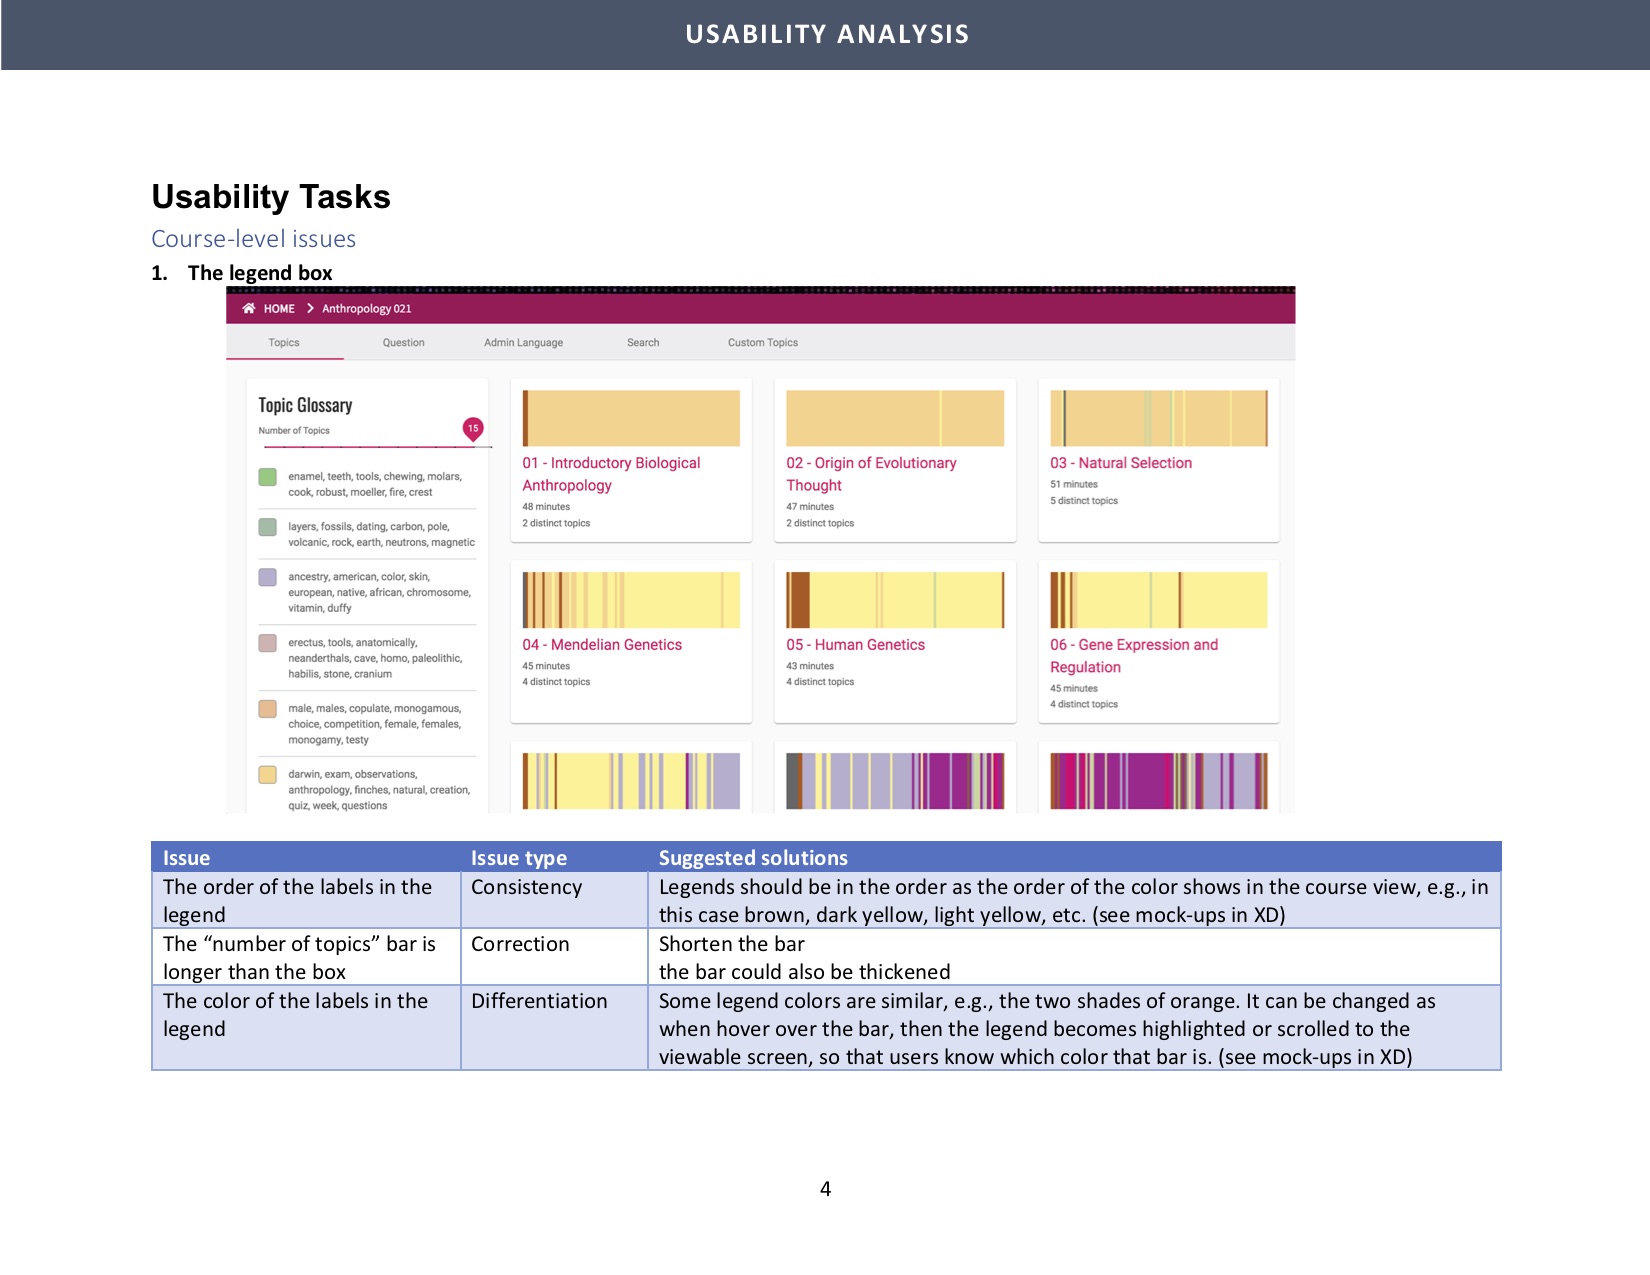 USABILITY ANALYSIS
Usability Tasks
Course-level issues
1. The legend box
HOME Anthropology 021
Topics Question Admin Language Search Custom Topics
Topic Glossary
Number of Topics
15
enamel, teeth, tools, chewing, molars,
cook, robust, moeller, fire, crest
layers, fossils, dating, carbon, pole,
volcanic, rock, earth, neutrons, magnetic
ancestry, american, color, skin,
european, native, african, chromosome,
vitamin, duffy
erectus, tools, anatomically,
neanderthals, cave, homo, paleolithic,
habilis, stone, cranium
male, males, copulate, monogamous,
choice, competition, female, females,
monogamy, testy
darwin, exam, observations,
anthropology, finches, natural, creation,
quiz, week, questions
01 - Introductory Biological
Anthropology
48 minutes
2 distinct topics
02 - Origin of Evolutionary
Thought
47 minutes
2 distinct topics
03 - Natural Selection
51 minutes
5 distinct topics
04 - Mendelian Genetics
45 minutes
4 distinct topics
05 - Human Genetics
43 minutes
4 distinct topics
06 - Gene Expression and
Regulation
45 minutes
4 distinct topics
Issue Issue type Suggested solutions
The order of the labels in the
legend
Consistency
Legends should be in the order as the order of the color shows in the course view, e.g., in
this case brown, dark yellow, light yellow, etc. (see mock-ups in XD)
The “number of topics” bar is
longer than the box
Correction
Shorten the bar
the bar could also be thickened
The color of the labels in the
legend
Differentiation
Some legend colors are similar, e.g., the two shades of orange. It can be changed as
when hover over the bar, then the legend becomes highlighted or scrolled to the
viewable screen, so that users know which color that bar is. (see mock-ups in XD)
4